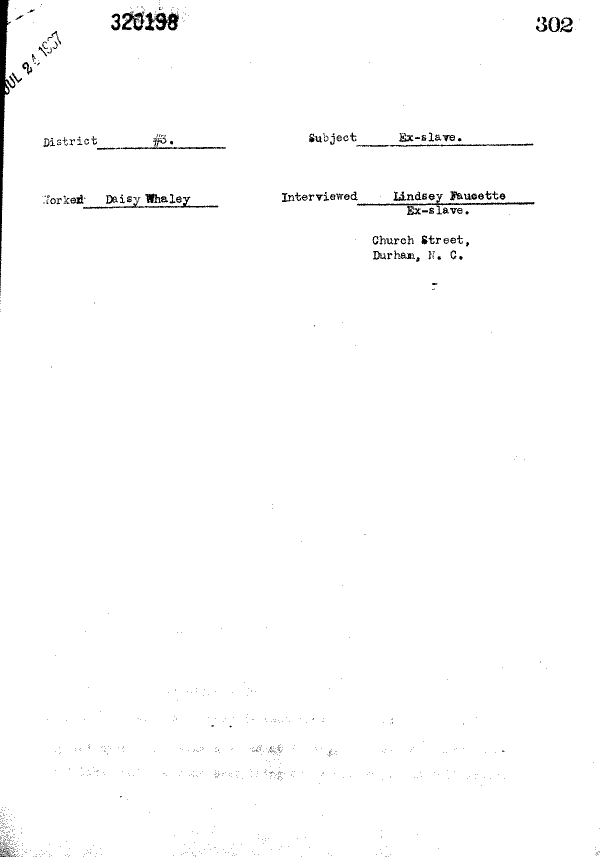 320198
302
JUL 24 1937
District #3. Subject Ex-slave.
Worked Daisy Whaley Interviewed Lindsey Faucette
Ex-slave.
Church Street,
Durham, N. C.